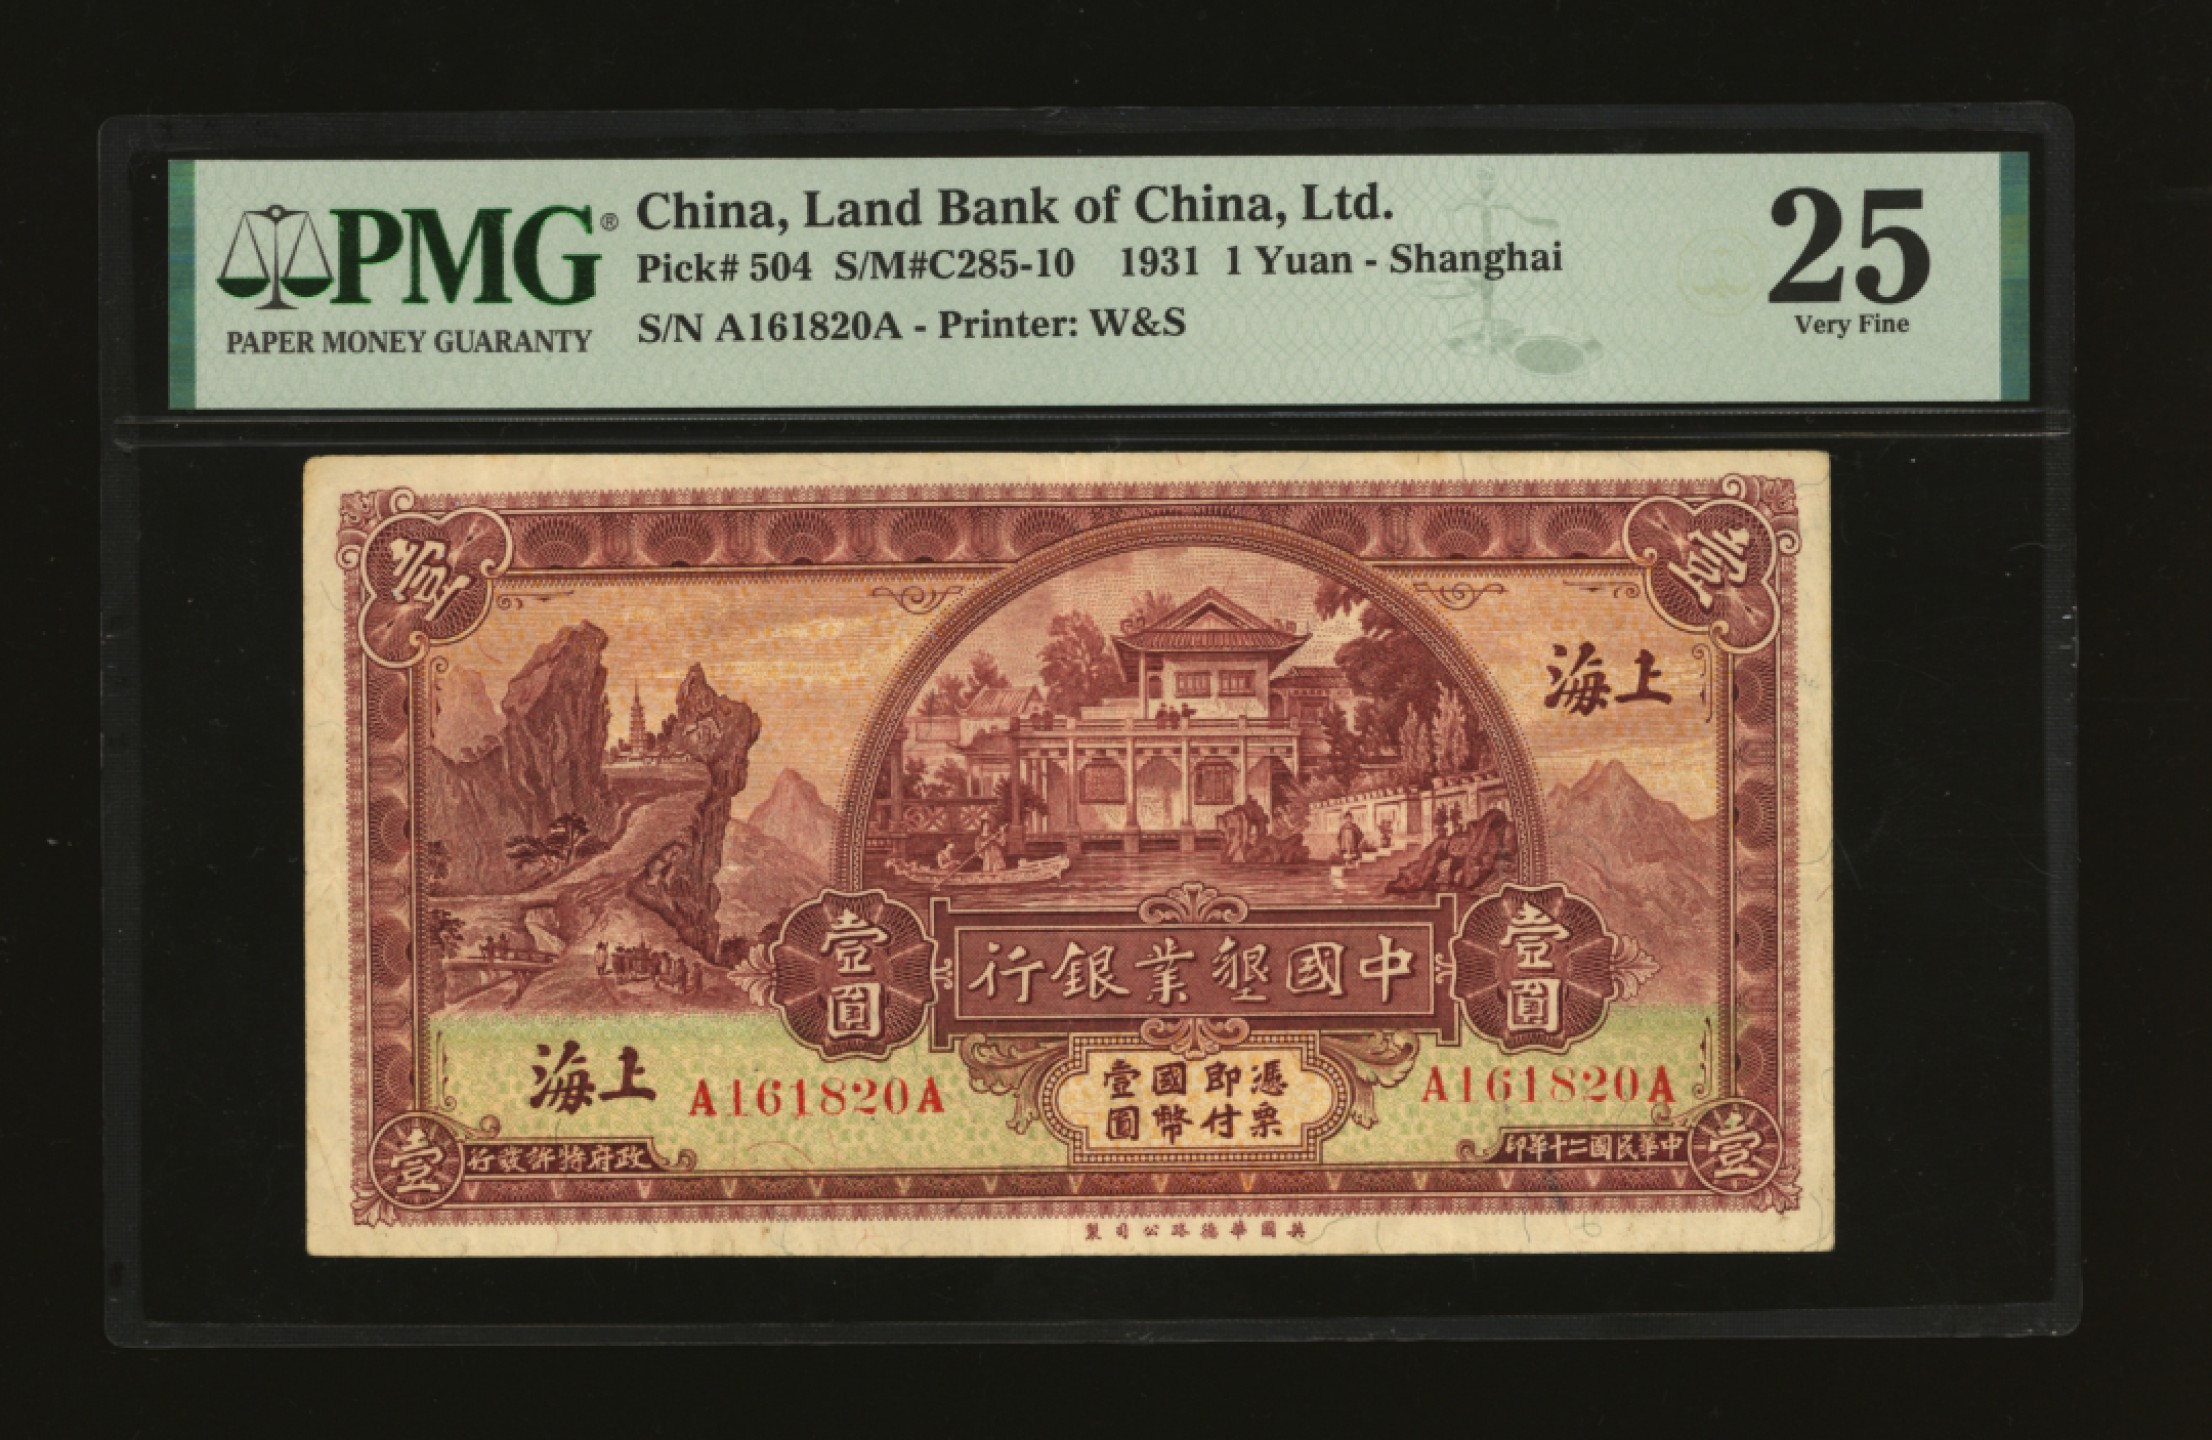 PMG®
PAPER MONEY GUARANTY
China, Land Bank of China, Ltd.
Pick# 504 S/M#C285-10 1931 1 Yuan - Shanghai
S/N A161820A - Printer: W&S
25
Very Fine
壹
壹
上海
中國墾業銀行
壹圓
壹圓
上海
A161820A
憑票即付國幣壹圓
A161820A
壹
政府特許發行
中華民國二十年印
壹
英國華德路公司製